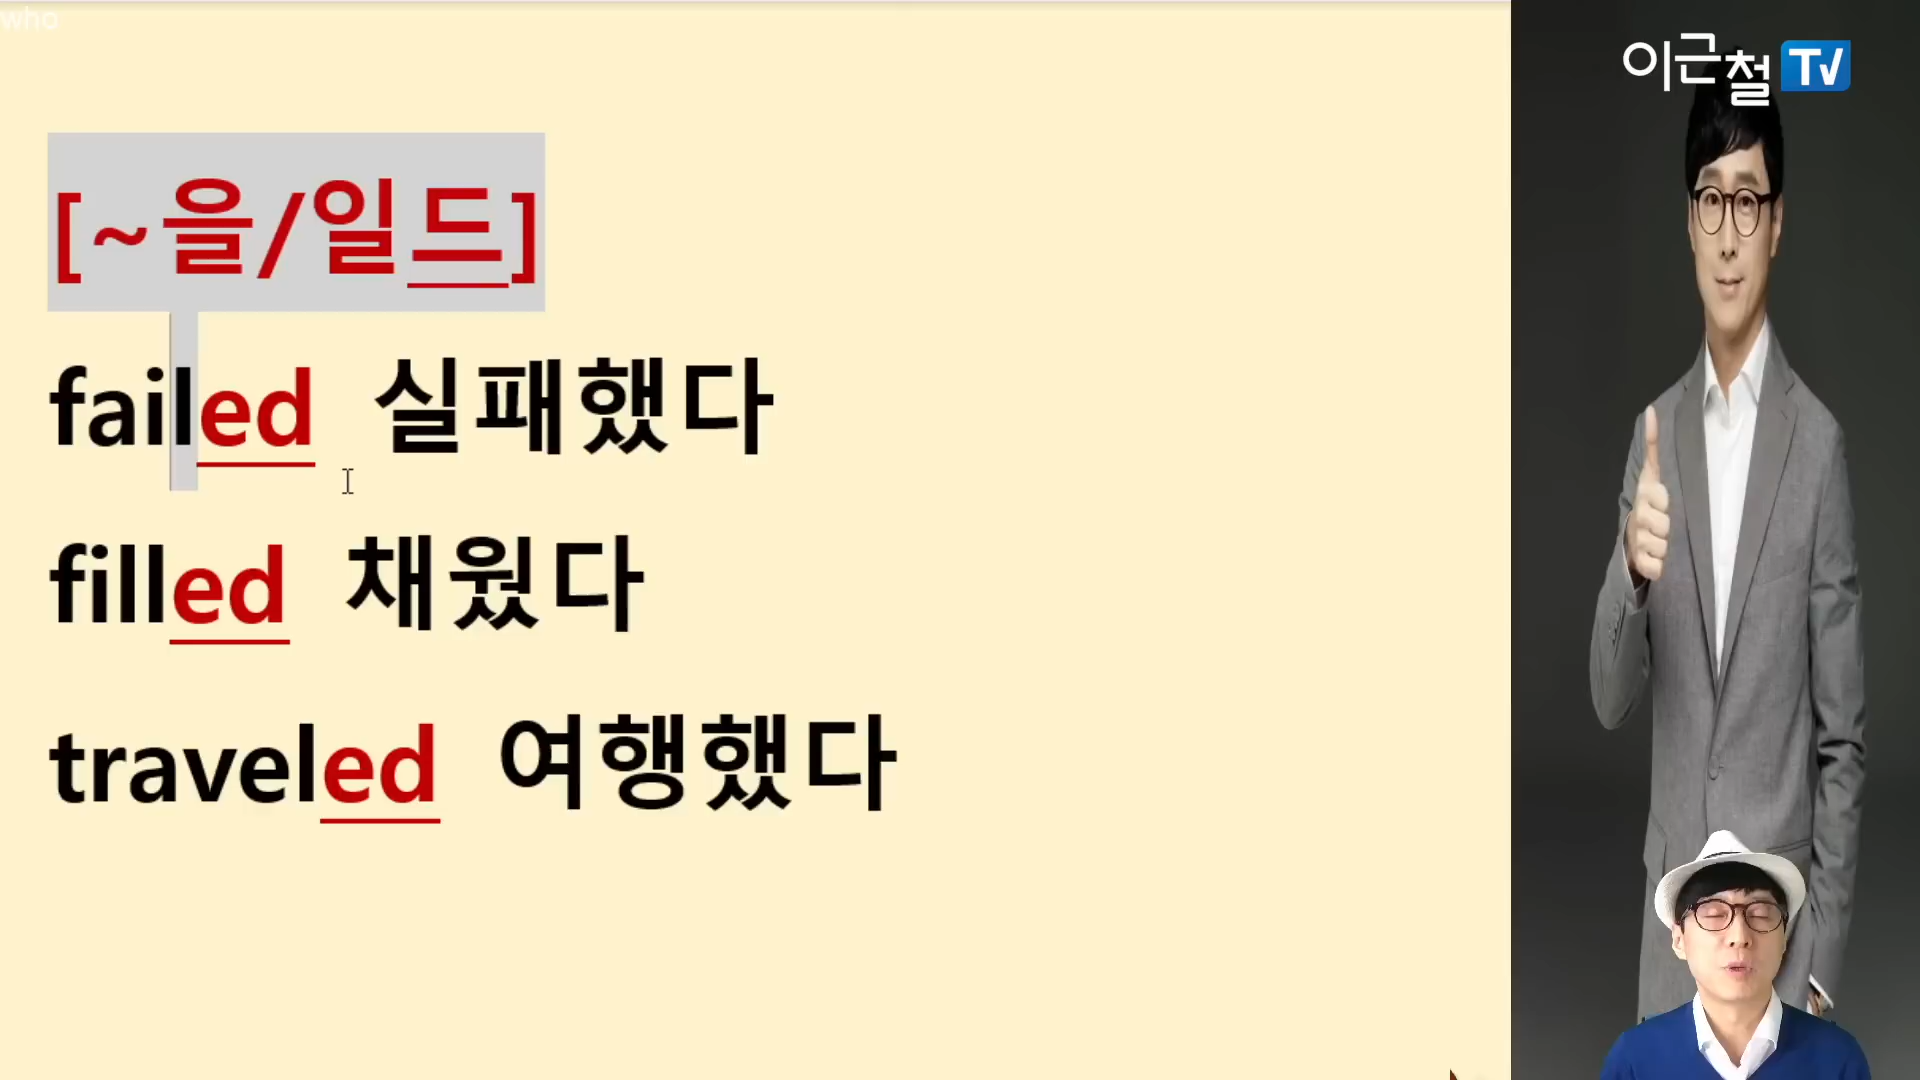 who
이근철 TV
[~을/일드]
failed 실패했다
filled 채웠다
traveled 여행했다